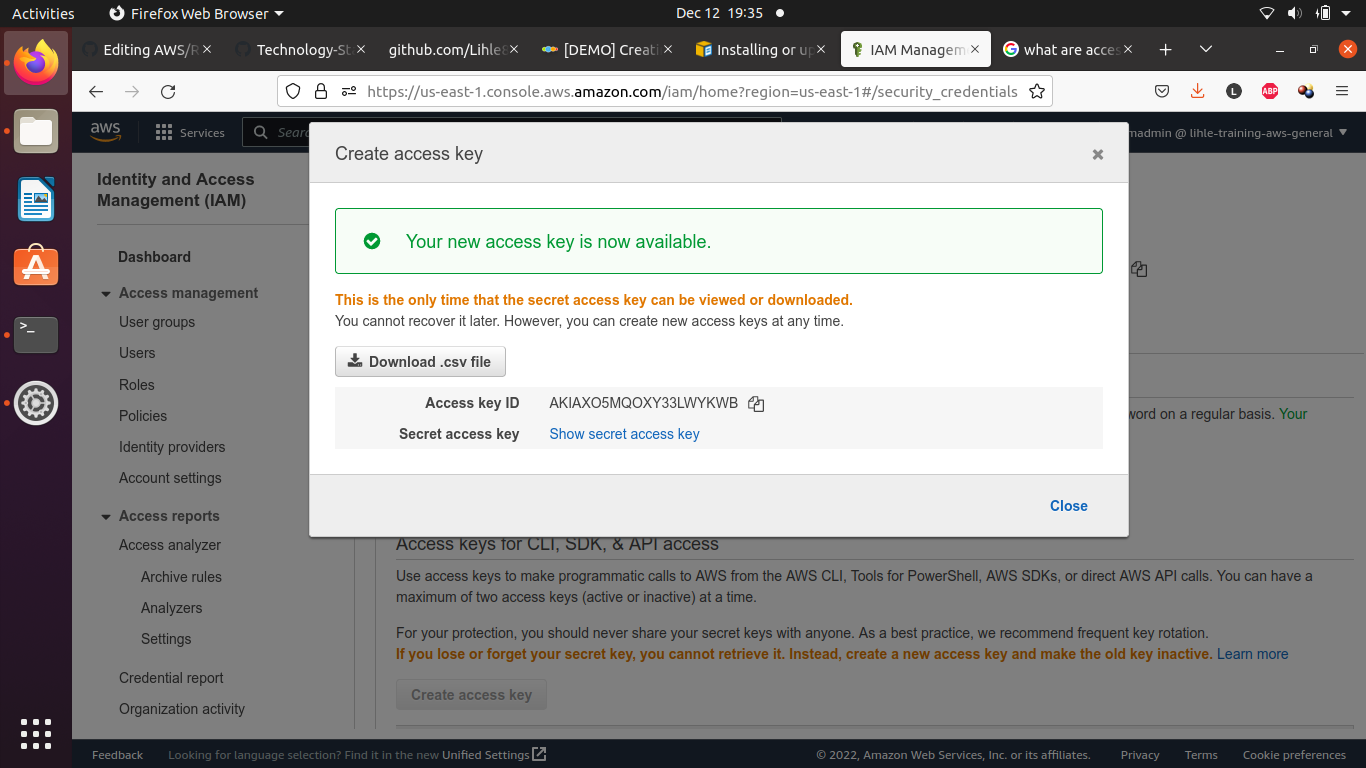 Activities
Firefox Web Browser
Dec 12 19:35
Editing AWS/R
Technology-St
github.com/Lihle
[DEMO] Creati
Installing or up
IAM Managem
what are acces
https://us-east-1.console.aws.amazon.com/iam/home?region=us-east-1#/security_credentials
L
ABP
aws
Services
Sear
madmin @ lihle-training-aws-general
Identity and Access
Management (IAM)
Dashboard
Access management
User groups
Users
Roles
Policies
Identity providers
Account settings
Access reports
Access analyzer
Archive rules
Analyzers
Settings
Credential report
Organization activity
Create access key
Your new access key is now available.
This is the only time that the secret access key can be viewed or downloaded.
You cannot recover it later. However, you can create new access keys at any time.
Download .csv file
Access key ID AKIAXO5MQOXY33LWYKWB
Secret access key Show secret access key
Close
word on a regular basis. Your
Access keys for CLI, SDK, & API access
Use access keys to make programmatic calls to AWS from the AWS CLI, Tools for PowerShell, AWS SDKs, or direct AWS API calls. You can have a
maximum of two access keys (active or inactive) at a time.
For your protection, you should never share your secret keys with anyone. As a best practice, we recommend frequent key rotation.
If you lose or forget your secret key, you cannot retrieve it. Instead, create a new access key and make the old key inactive. Learn more
Create access key
Feedback
Looking for language selection? Find it in the new Unified Settings
© 2022, Amazon Web Services, Inc. or its affiliates.
Privacy
Terms
Cookie preferences